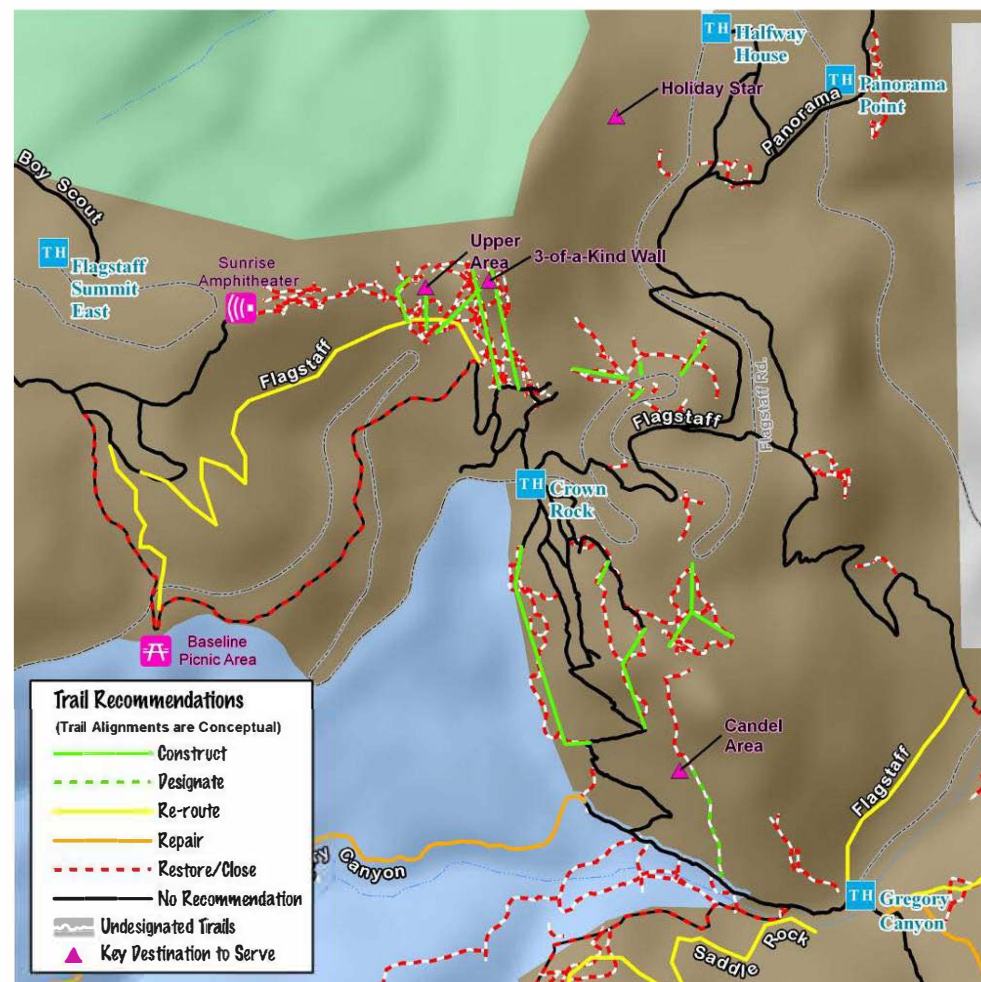 TH Halfway
House
Holiday Star
TH Panorama
Point
Panorama
Boy Scout
TH
Flagstaff
Summit
East
Sunrise
Amphitheater
Upper
Area
3-of-a-Kind Wall
Flagstaff
Flagstaff Rd.
Flagstaff
TH Crown
Rock
Baseline
Picnic Area
Candel
Area
Flagstaff
Trail Recommendations
(Trail Alignments are Conceptual)
Construct
Designate
Re-route
Repair
Restore/Close
No Recommendation
Undesignated Trails
Key Destination to Serve
ry Canyon
TH Gregory
Canyon
Saddle Rock